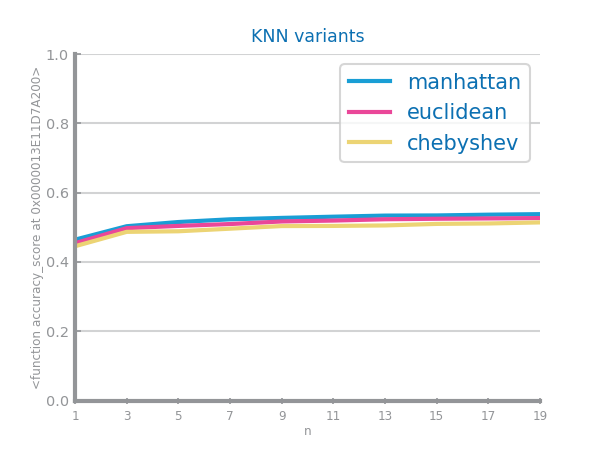 KNN variants
manhattan
euclidean
chebyshev
<function accuracy_score at 0x0000013E11D7A200>
1.0
0.8
0.6
0.4
0.2
0.0
1 3 5 7 9 11 13 15 17 19
n